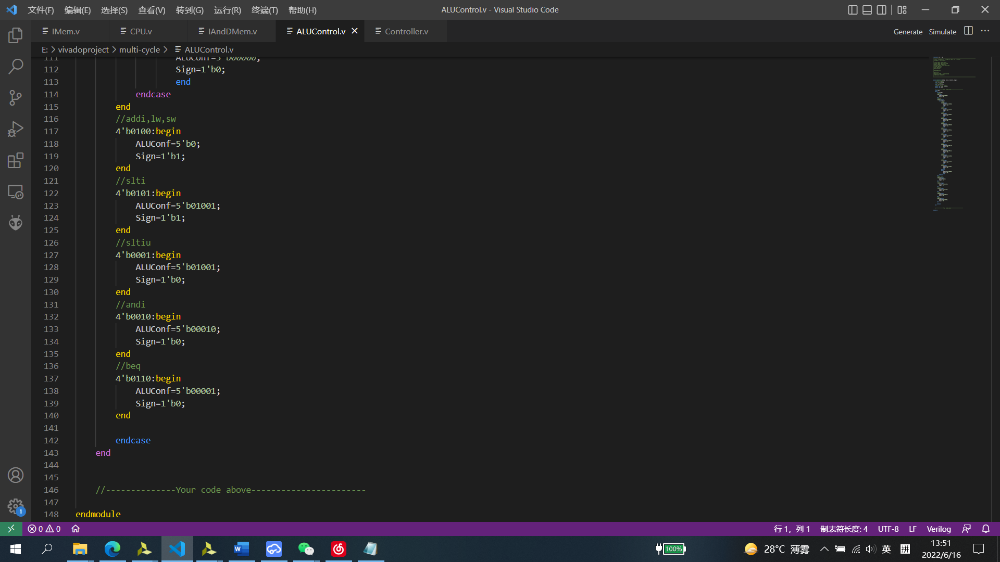 文件(F) 编辑(E) 选择(S) 查看(V) 转到(G) 运行(R) 终端(T) 帮助(H) ALUControl.v - Visual Studio Code
IMem.v CPU.v IAndDMem.v ALUControl.v Controller.v Generate Simulate
E: > vivadoproject > multi-cycle > ALUControl.v
111 ALUConf=5'b00000;
112 Sign=1'b0;
113 end
114 endcase
115 end
116 //addi,lw,sw
117 4'b0100:begin
118 ALUConf=5'b0;
119 Sign=1'b1;
120 end
121 //slti
122 4'b0101:begin
123 ALUConf=5'b01001;
124 Sign=1'b1;
125 end
126 //sltiu
127 4'b0001:begin
128 ALUConf=5'b01001;
129 Sign=1'b0;
130 end
131 //andi
132 4'b0010:begin
133 ALUConf=5'b00010;
134 Sign=1'b0;
135 end
136 //beq
137 4'b0110:begin
138 ALUConf=5'b00001;
139 Sign=1'b0;
140 end
141
142 endcase
143 end
144
145
146 //--------------Your code above-----------------------
147
148 endmodule
1
0 0 行 1，列 1 制表符长度: 4 UTF-8 LF Verilog
100% 28°C 薄雾 英 拼 13:51
2022/6/16